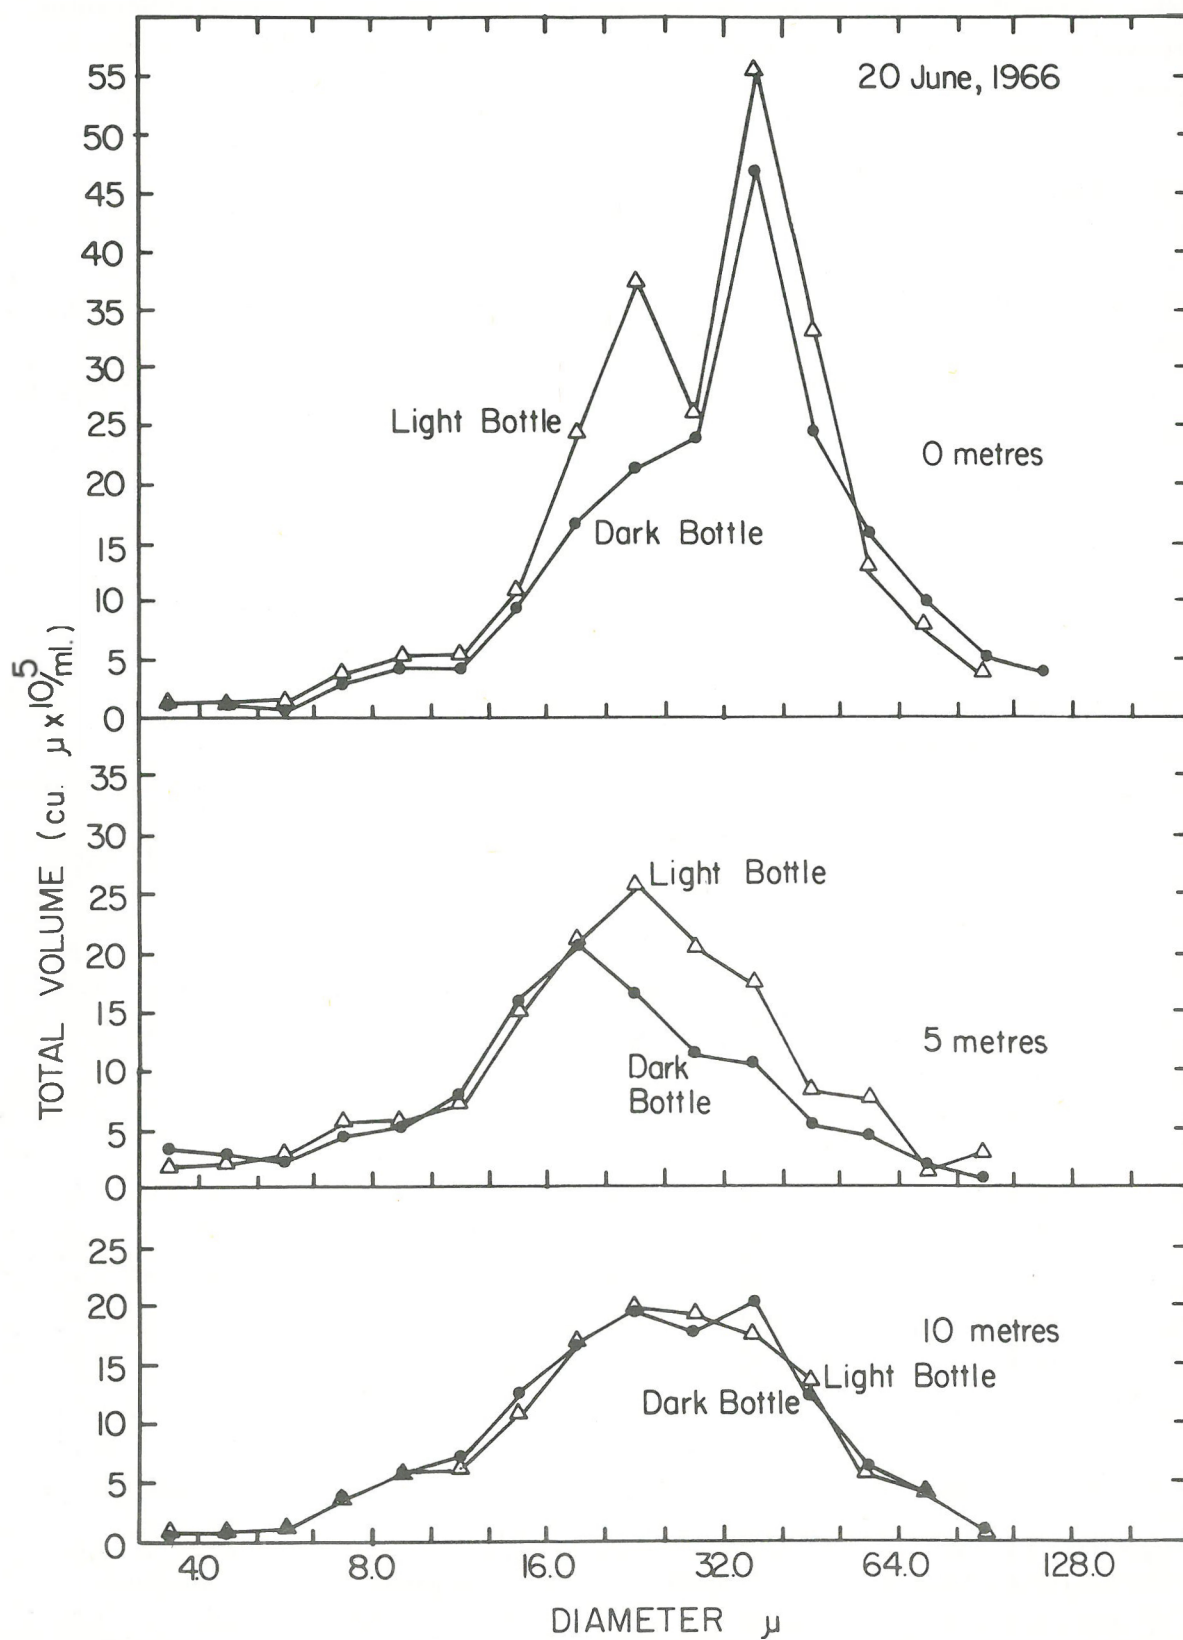 20 June, 1966
55
50
45
40
35
30
25
20
15
10
5
0
Light Bottle
Dark Bottle
0 metres
35
30
25
20
15
10
5
0
Light Bottle
Dark
Bottle
5 metres
25
20
15
10
5
0
10 metres
Light Bottle
Dark Bottle
TOTAL VOLUME (cu. μ x 10⁵/ml.)
4.0 8.0 16.0 32.0 64.0 128.0
DIAMETER μ